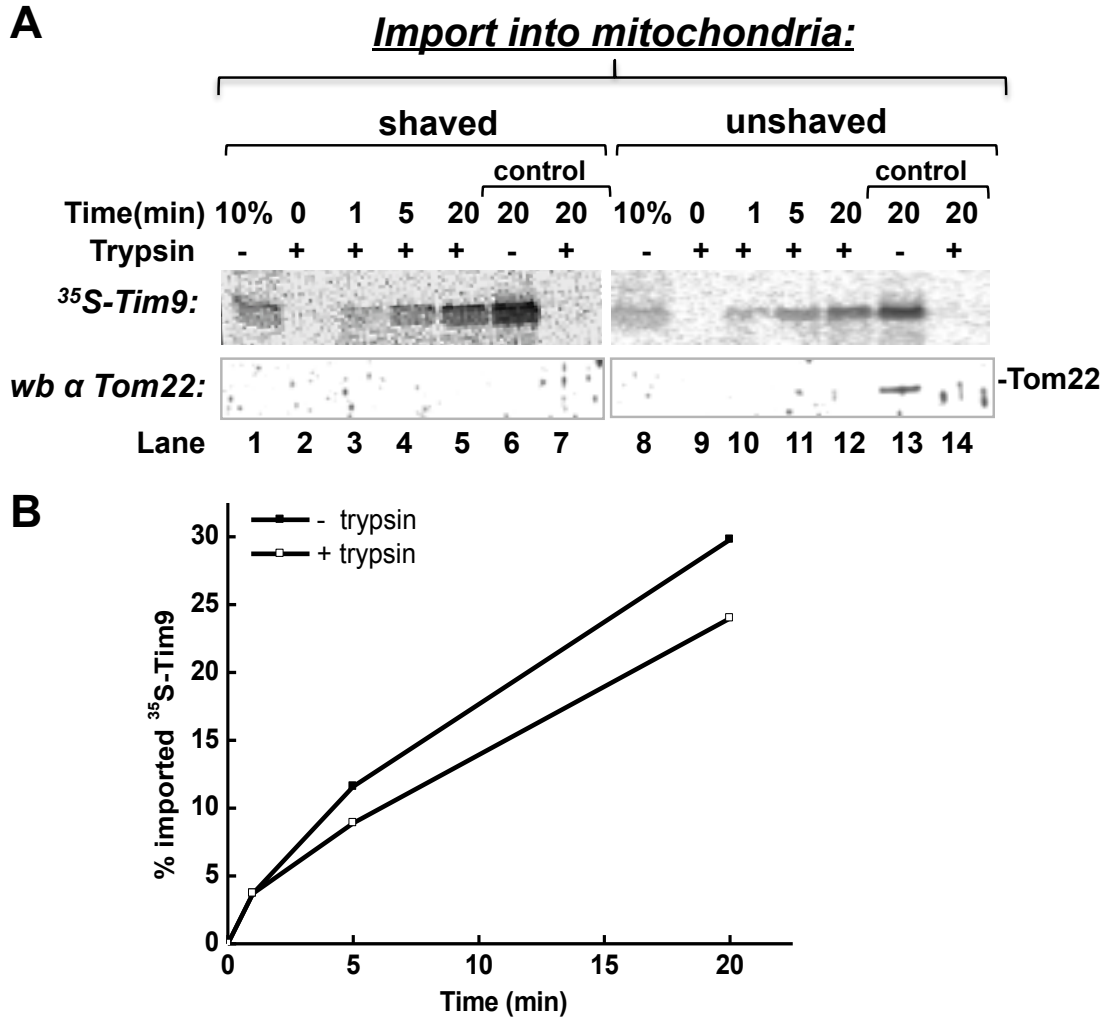 A
Import into mitochondria:
shaved
unshaved
control
control
Time(min) 10% 0 1 5 20 20 20 10% 0 1 5 20 20 20
Trypsin - + + + + - + - + + + + - +
35S-Tim9:
wb α Tom22:
-Tom22
Lane 1 2 3 4 5 6 7 8 9 10 11 12 13 14
B
- trypsin
+ trypsin
% imported 35S-Tim9
30
25
20
15
10
5
0
0 5 10 15 20
Time (min)